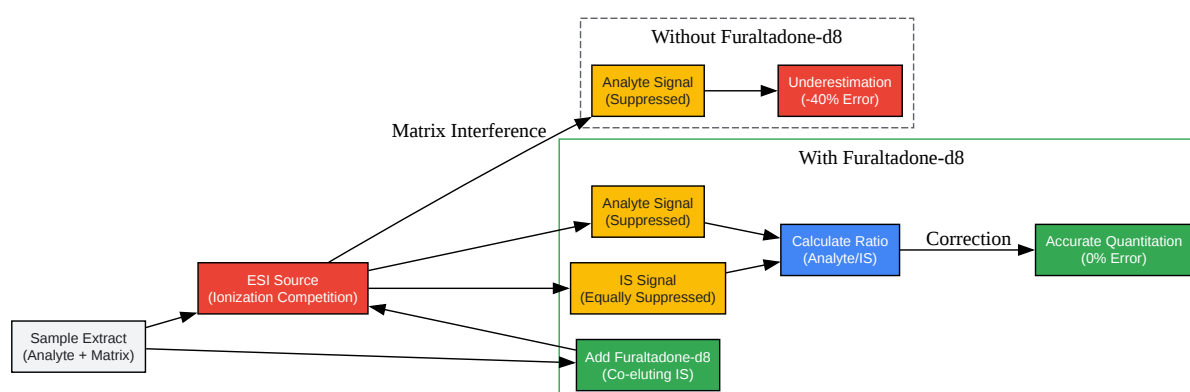 Without Furaltadone-d8
Analyte Signal
(Suppressed)
Underestimation
(-40% Error)
Matrix Interference
With Furaltadone-d8
Analyte Signal
(Suppressed)
Calculate Ratio
(Analyte/IS)
Correction
Accurate Quantitation
(0% Error)
ESI Source
(Ionization Competition)
IS Signal
(Equally Suppressed)
Sample Extract
(Analyte + Matrix)
Add Furaltadone-d8
(Co-eluting IS)